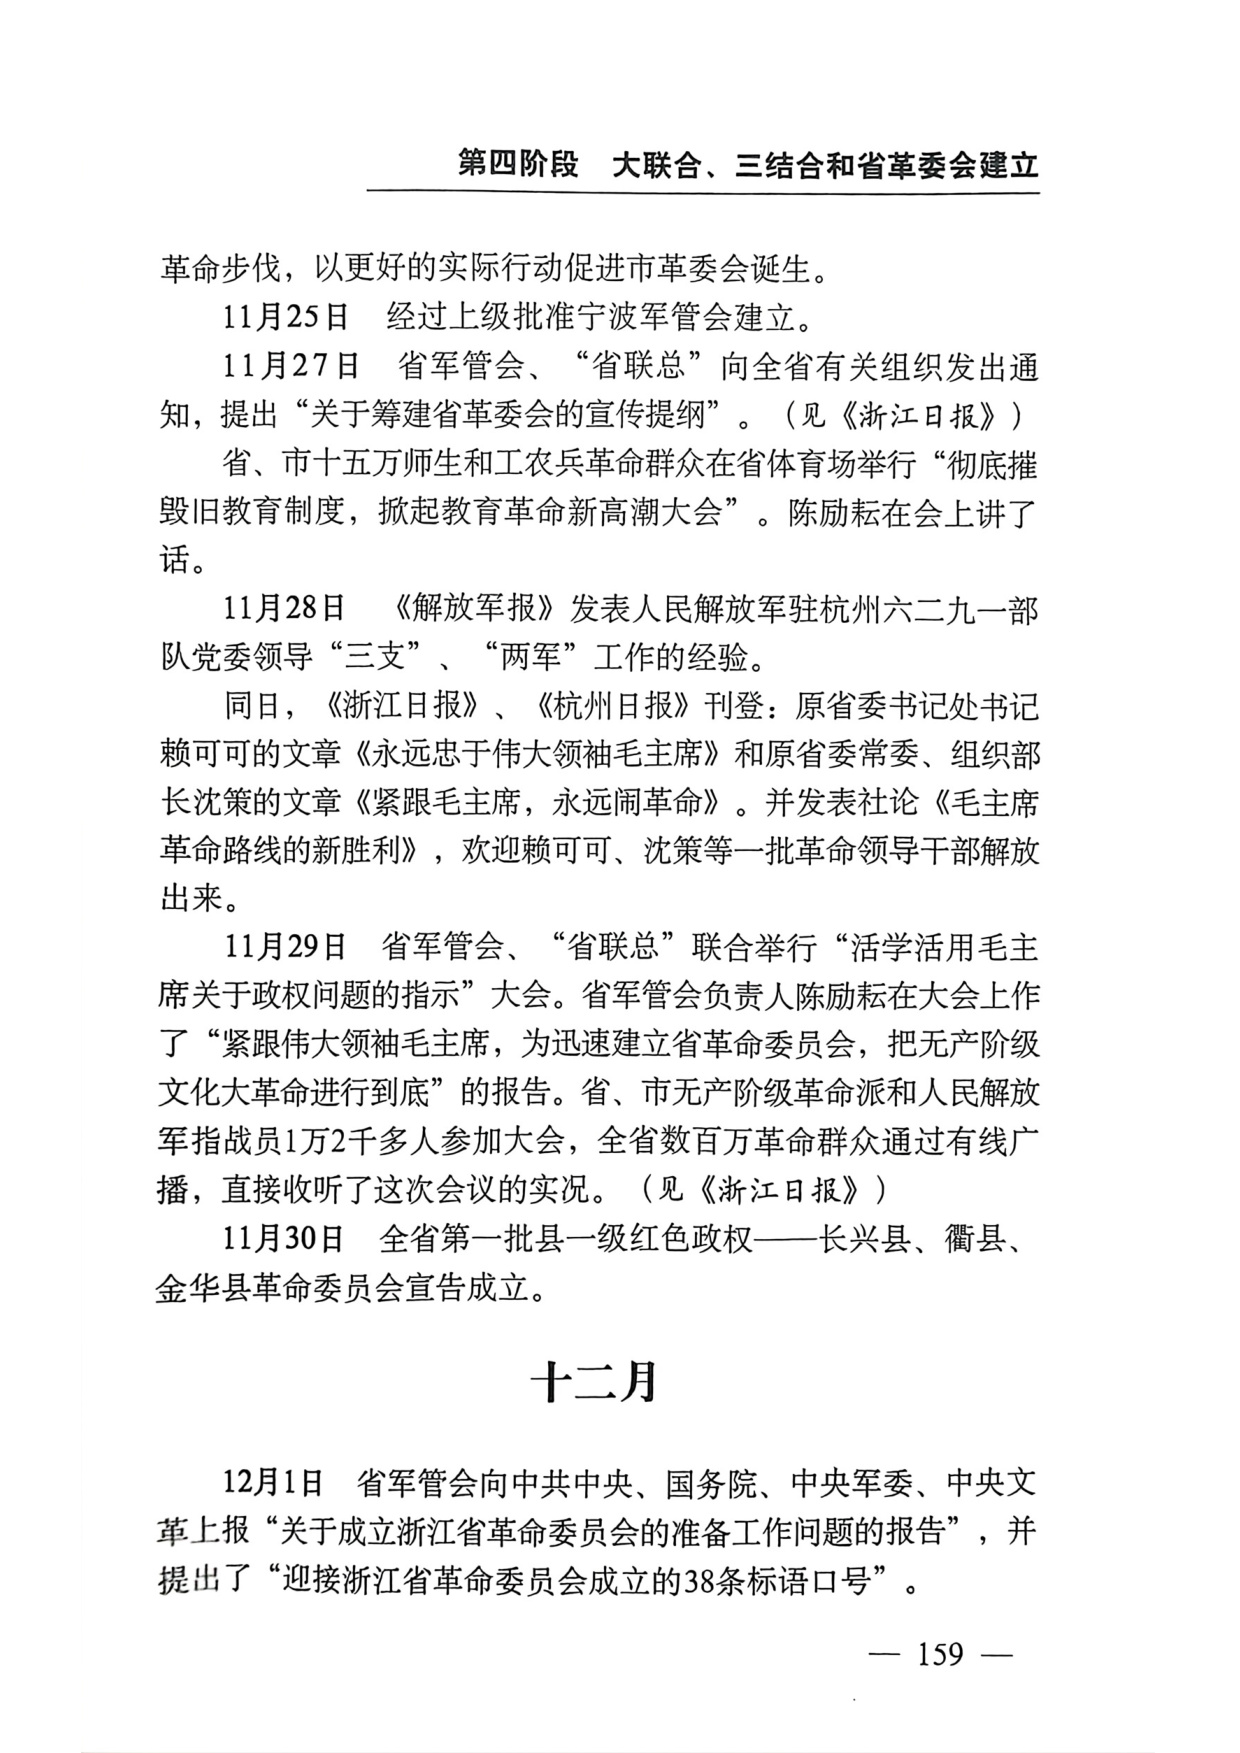 第四阶段　大联合、三结合和省革委会建立
革命步伐，以更好的实际行动促进市革委会诞生。
11月25日　经过上级批准宁波军管会建立。
11月27日　省军管会、“省联总”向全省有关组织发出通
知，提出“关于筹建省革委会的宣传提纲”。（见《浙江日报》）
省、市十五万师生和工农兵革命群众在省体育场举行“彻底摧
毁旧教育制度，掀起教育革命新高潮大会”。陈励耘在会上讲了
话。
11月28日　《解放军报》发表人民解放军驻杭州六二九一部
队党委领导“三支”、“两军”工作的经验。
同日，《浙江日报》、《杭州日报》刊登：原省委书记处书记
赖可可的文章《永远忠于伟大领袖毛主席》和原省委常委、组织部
长沈策的文章《紧跟毛主席，永远闹革命》。并发表社论《毛主席
革命路线的新胜利》，欢迎赖可可、沈策等一批革命领导干部解放
出来。
11月29日　省军管会、“省联总”联合举行“活学活用毛主
席关于政权问题的指示”大会。省军管会负责人陈励耘在大会上作
了“紧跟伟大领袖毛主席，为迅速建立省革命委员会，把无产阶级
文化大革命进行到底”的报告。省、市无产阶级革命派和人民解放
军指战员1万2千多人参加大会，全省数百万革命群众通过有线广
播，直接收听了这次会议的实况。（见《浙江日报》）
11月30日　全省第一批县一级红色政权——长兴县、衢县、
金华县革命委员会宣告成立。
十二月
12月1日　省军管会向中共中央、国务院、中央军委、中央文
革上报“关于成立浙江省革命委员会的准备工作问题的报告”，并
提出了“迎接浙江省革命委员会成立的38条标语口号”。
— 159 —